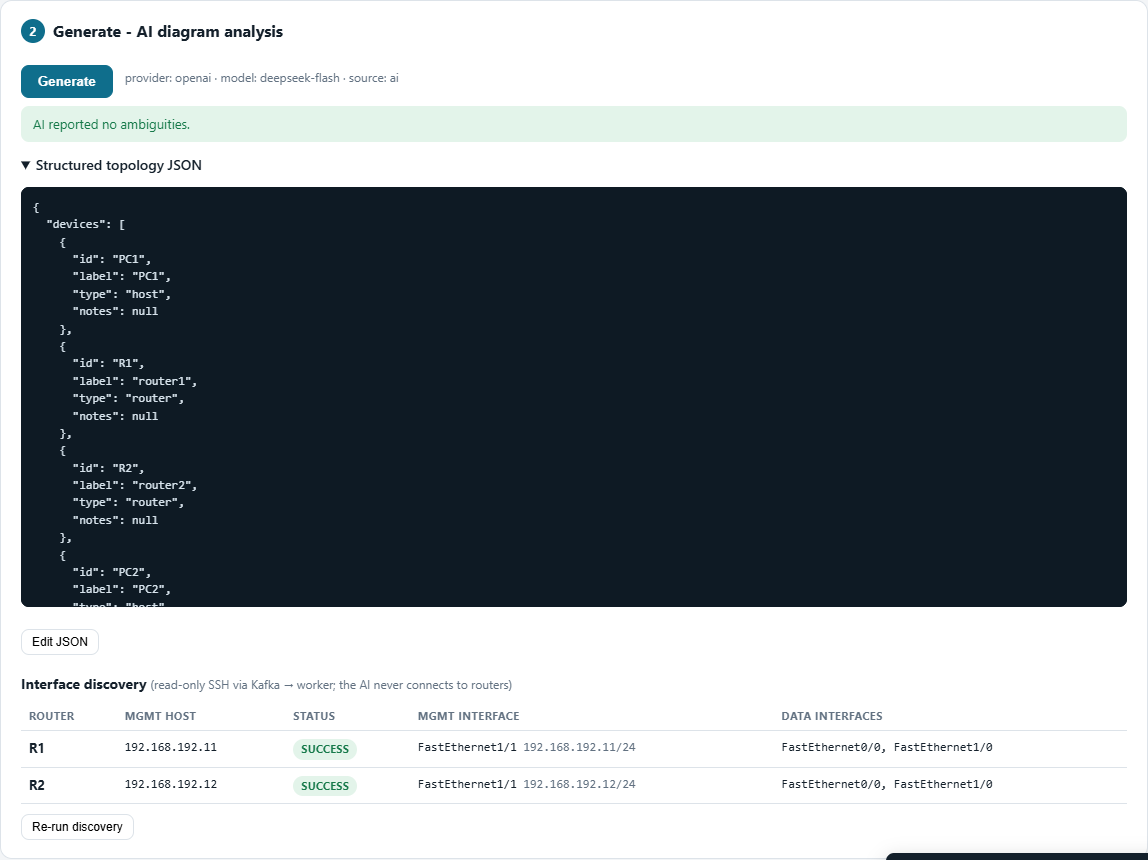 2 Generate - AI diagram analysis
Generate provider: openai · model: deepseek-flash · source: ai
AI reported no ambiguities.
▼ Structured topology JSON
{
  "devices": [
    {
      "id": "PC1",
      "label": "PC1",
      "type": "host",
      "notes": null
    },
    {
      "id": "R1",
      "label": "router1",
      "type": "router",
      "notes": null
    },
    {
      "id": "R2",
      "label": "router2",
      "type": "router",
      "notes": null
    },
    {
      "id": "PC2",
      "label": "PC2",
      "type": "host"
Edit JSON
Interface discovery (read-only SSH via Kafka → worker; the AI never connects to routers)
ROUTER MGMT HOST STATUS MGMT INTERFACE DATA INTERFACES
R1 192.168.192.11 SUCCESS FastEthernet1/1 192.168.192.11/24 FastEthernet0/0, FastEthernet1/0
R2 192.168.192.12 SUCCESS FastEthernet1/1 192.168.192.12/24 FastEthernet0/0, FastEthernet1/0
Re-run discovery